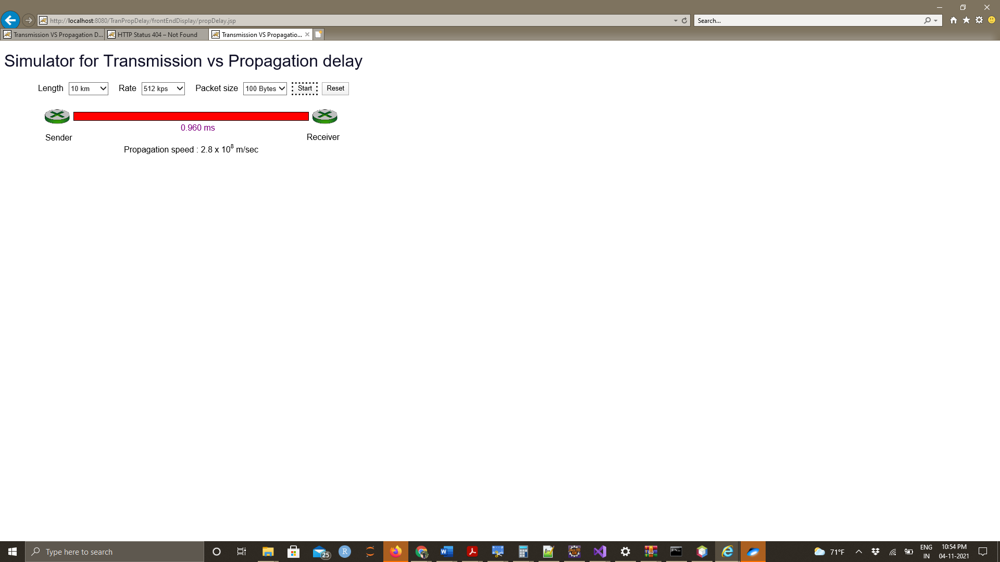 http://localhost:8080/TranPropDelay/frontEndDisplay/propDelay.jsp
Search...
Transmission VS Propagation D...
HTTP Status 404 – Not Found
Transmission VS Propagatio...
Simulator for Transmission vs Propagation delay
Length 10 km Rate 512 kps Packet size 100 Bytes Start Reset
0.960 ms
Sender Receiver
Propagation speed : 2.8 x 10⁸ m/sec
Type here to search
25
R
71°F
ENG
IN
10:54 PM
04-11-2021